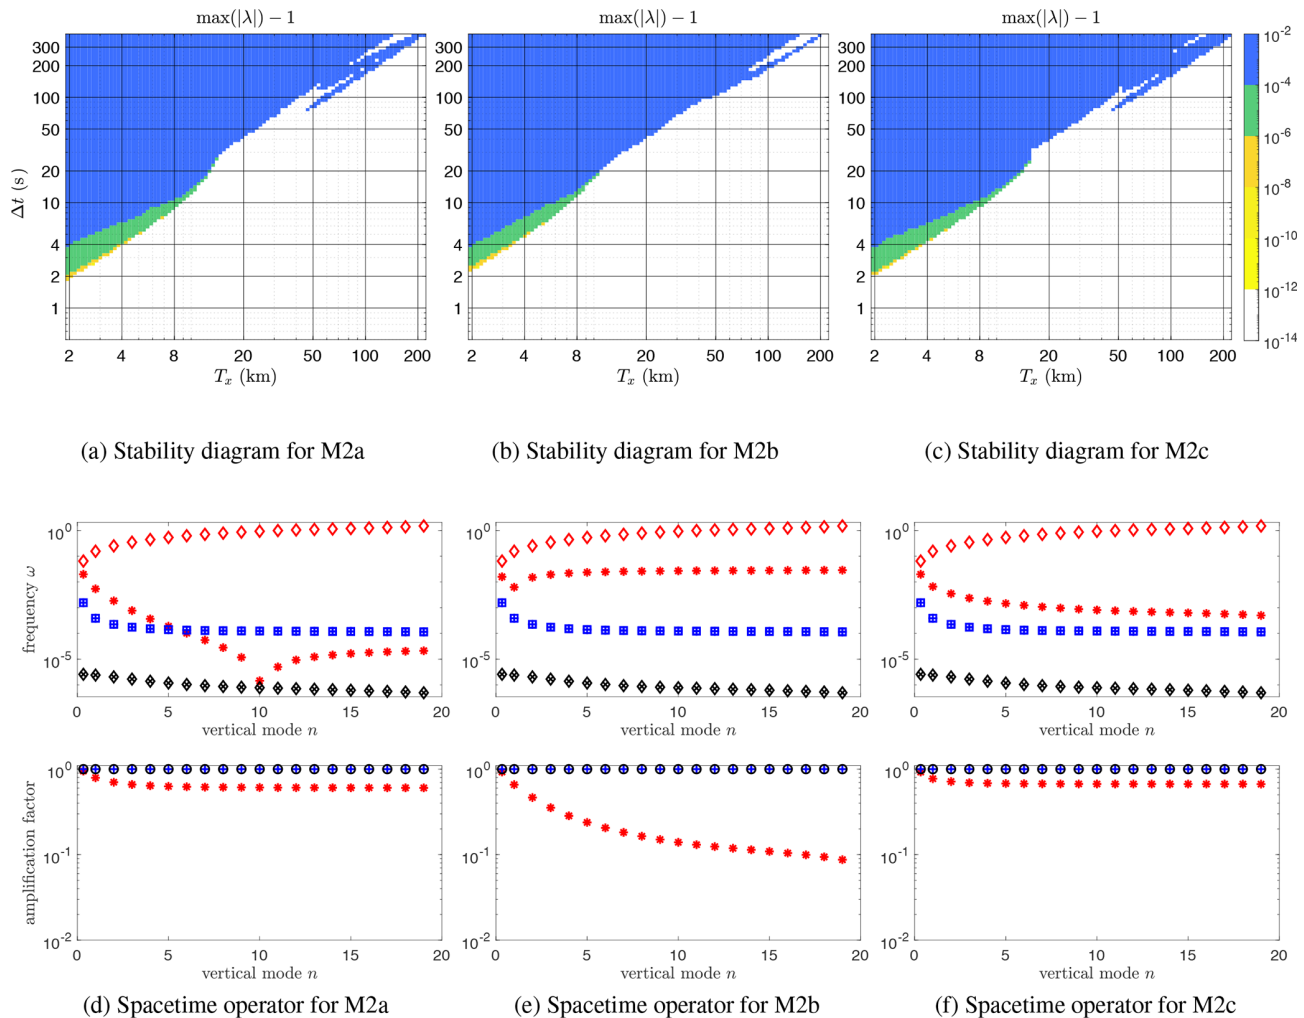 max(|λ|) − 1 max(|λ|) − 1 max(|λ|) − 1
Δt (s)
300 200 100 50 20 10 4 2 1
2 4 8 20 50 100 200
T_x (km)
300 200 100 50 20 10 4 2 1
2 4 8 20 50 100 200
T_x (km)
300 200 100 50 20 10 4 2 1
2 4 8 20 50 100 200
T_x (km)
10^-2 10^-4 10^-6 10^-8 10^-10 10^-12 10^-14
(a) Stability diagram for M2a
(b) Stability diagram for M2b
(c) Stability diagram for M2c
frequency ω
10^0 10^-5
0 5 10 15 20
vertical mode n
10^0 10^-5
0 5 10 15 20
vertical mode n
10^0 10^-5
0 5 10 15 20
vertical mode n
amplification factor
10^0 10^-1 10^-2
0 5 10 15 20
vertical mode n
10^0 10^-1 10^-2
0 5 10 15 20
vertical mode n
10^0 10^-1 10^-2
0 5 10 15 20
vertical mode n
(d) Spacetime operator for M2a
(e) Spacetime operator for M2b
(f) Spacetime operator for M2c